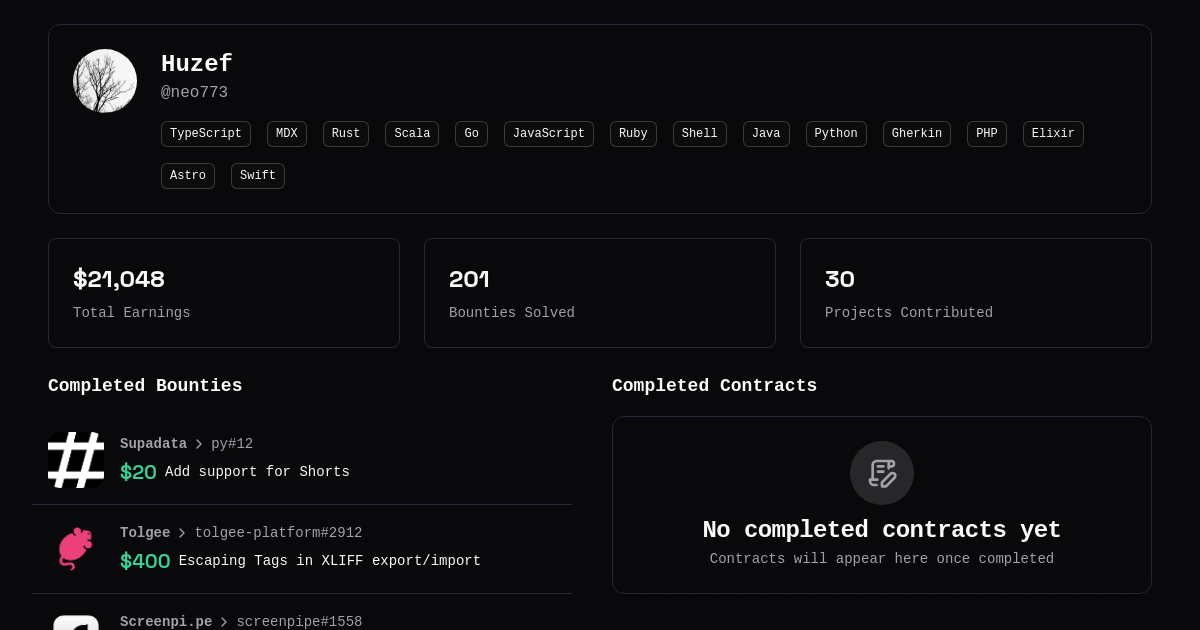 Huzef
@neo773
TypeScript MDX Rust Scala Go JavaScript Ruby Shell Java Python Gherkin PHP Elixir
Astro Swift
$21,048
Total Earnings
201
Bounties Solved
30
Projects Contributed
Completed Bounties
Supadata > py#12
$20 Add support for Shorts
Tolgee > tolgee-platform#2912
$400 Escaping Tags in XLIFF export/import
Screenpi.pe > screenpipe#1558
Completed Contracts
No completed contracts yet
Contracts will appear here once completed